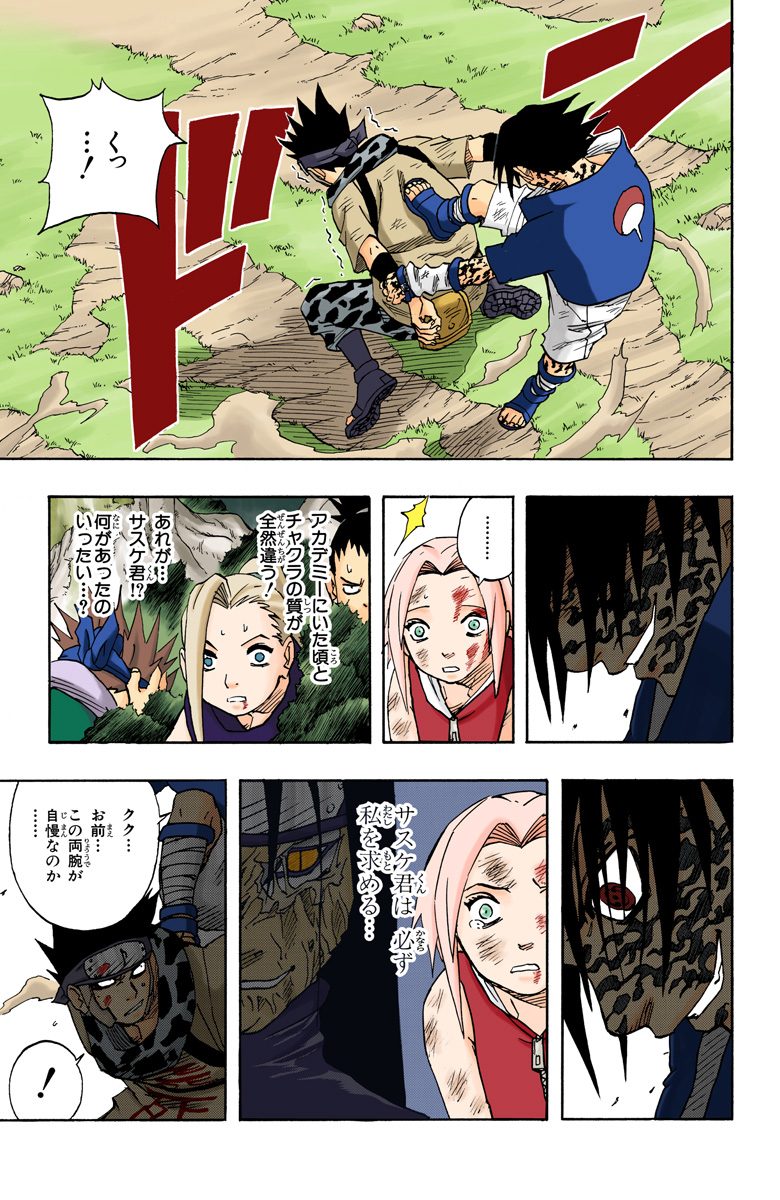 ド
くっ
…！
………
アカデミーにいた頃と
チャクラの質が
全然違う！
あれが…
サスケ君!?
何があったの
いったい…？
サスケ君は 必ず
私を求める…
クク…
お前…
この両腕が
自慢なのか
……
！